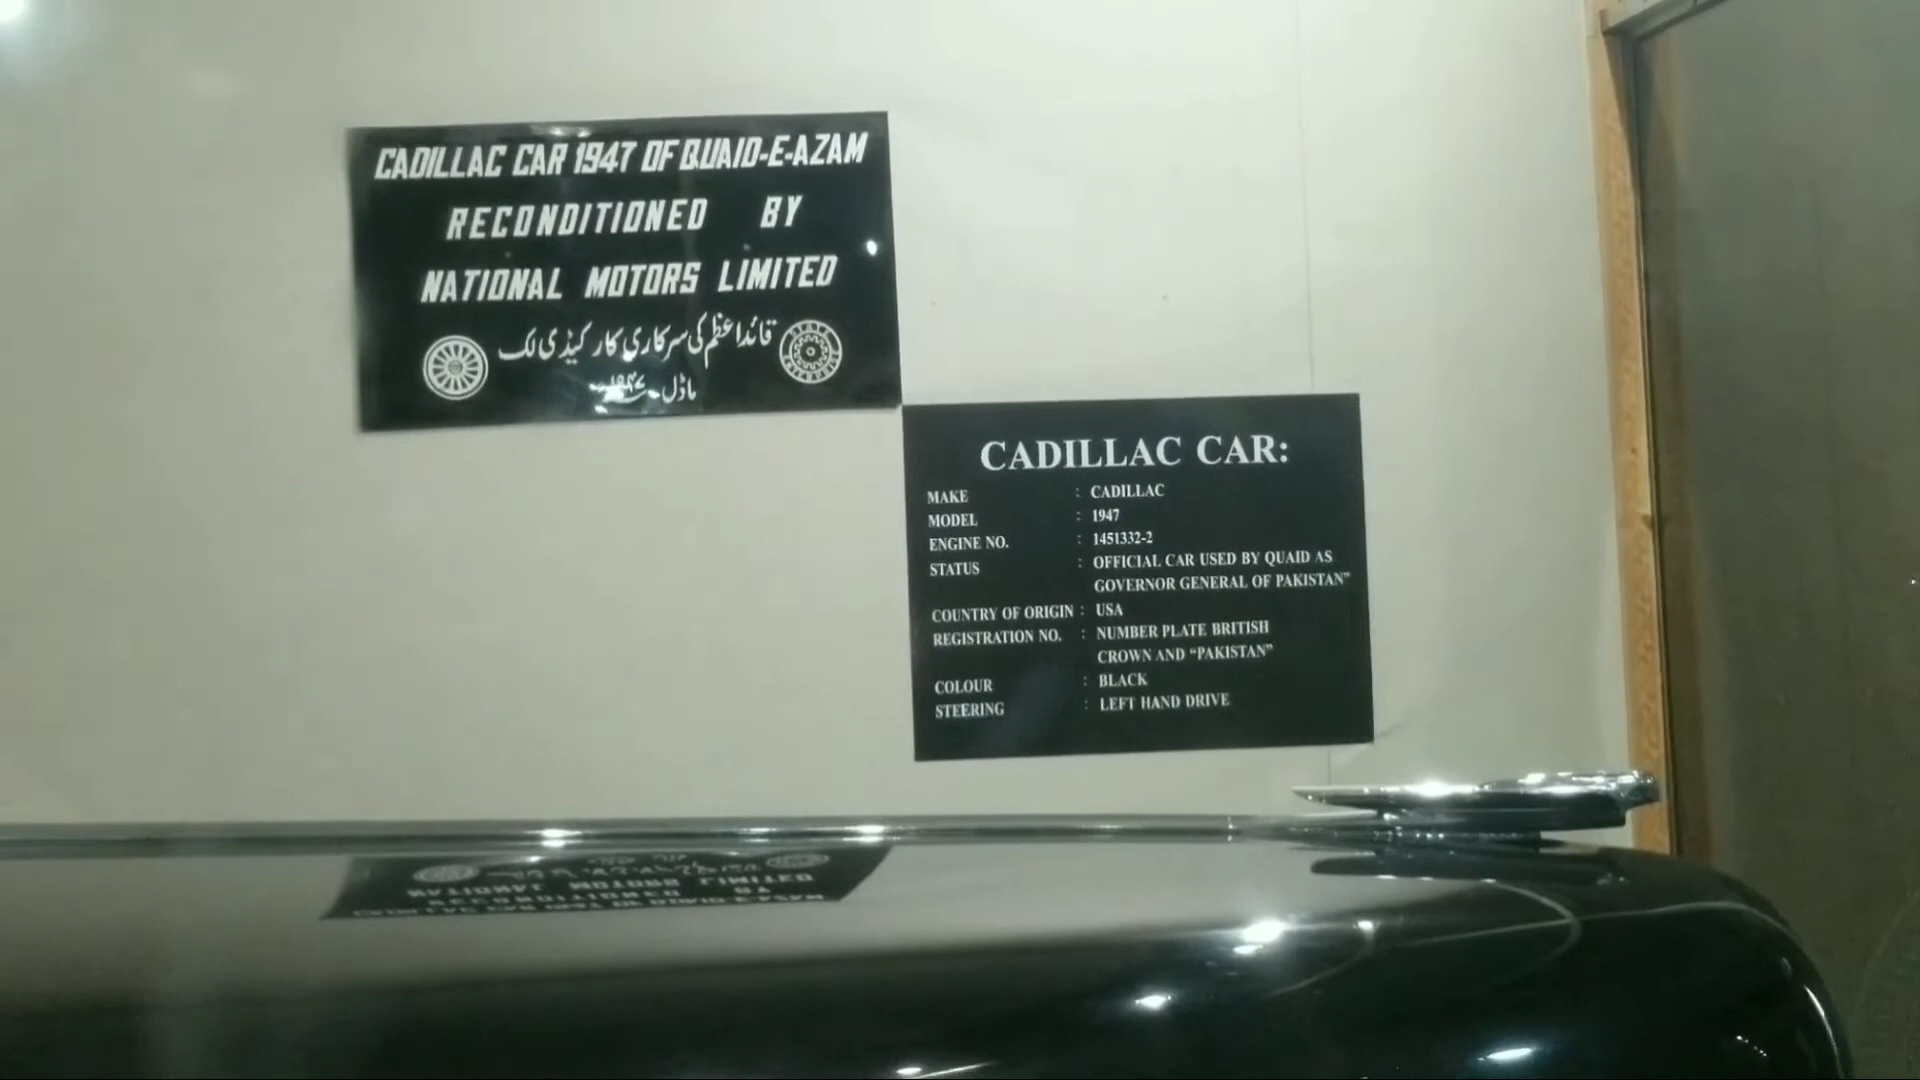 CADILLAC CAR 1947 OF QUAID-E-AZAM
RECONDITIONED BY
NATIONAL MOTORS LIMITED
قائداعظم کی سرکاری کار کیڈی لک
ماڈل ۱۹۴۷
STATE
ENTERPRISE
CADILLAC CAR:
MAKE : CADILLAC
MODEL : 1947
ENGINE NO. : 1451332-2
STATUS : OFFICIAL CAR USED BY QUAID AS
GOVERNOR GENERAL OF PAKISTAN”
COUNTRY OF ORIGIN : USA
REGISTRATION NO. : NUMBER PLATE BRITISH
CROWN AND “PAKISTAN”
COLOUR : BLACK
STEERING : LEFT HAND DRIVE